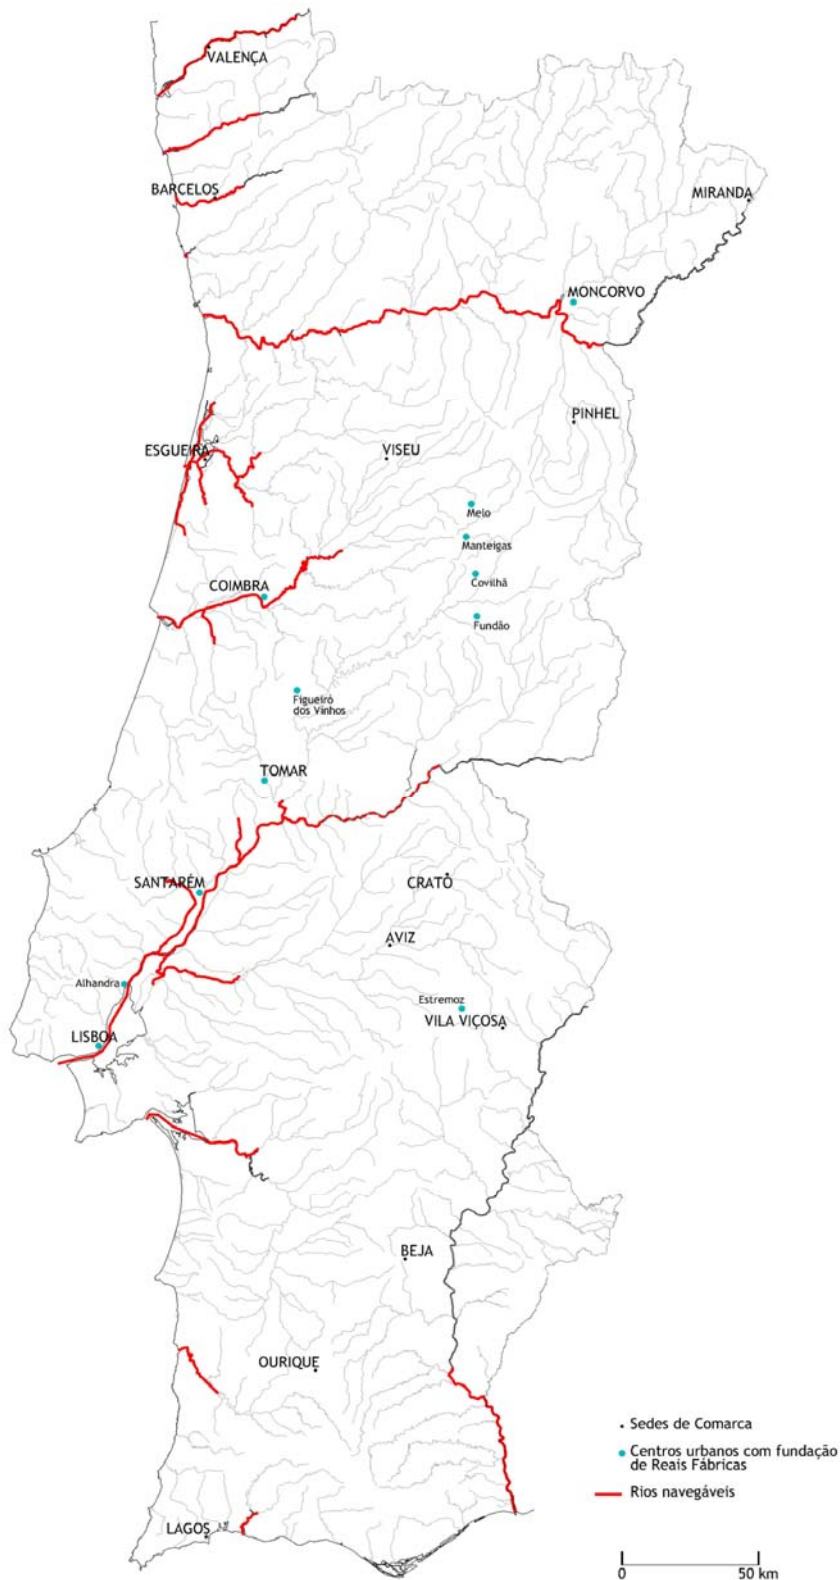 VALENÇA
BARCELOS
MIRANDA
MONCORVO
PINHEL
ESGUEIRA
VISEU
Melo
Manteigas
COIMBRA
Covilhã
Fundão
Figueiró
dos Vinhos
TOMAR
SANTARÉM
CRATO
AVIZ
Alhandra
Estremoz
VILA VIÇOSA
LISBOA
BEJA
OURIQUE
Sedes de Comarca
Centros urbanos com fundação
de Reais Fábricas
Rios navegáveis
LAGOS
0 50 km